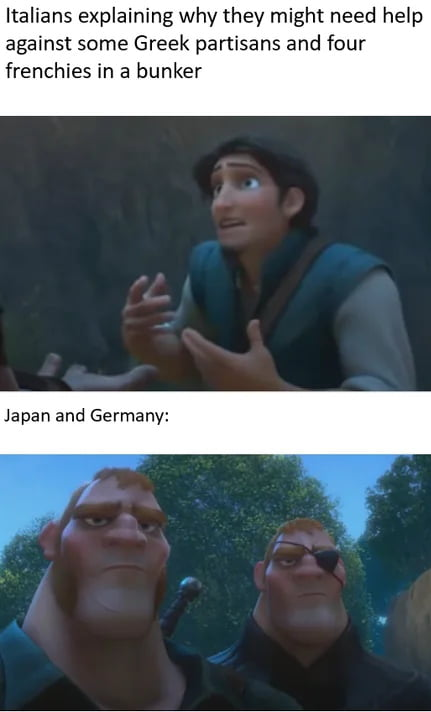 Italians explaining why they might need help
against some Greek partisans and four
frenchies in a bunker
Japan and Germany: